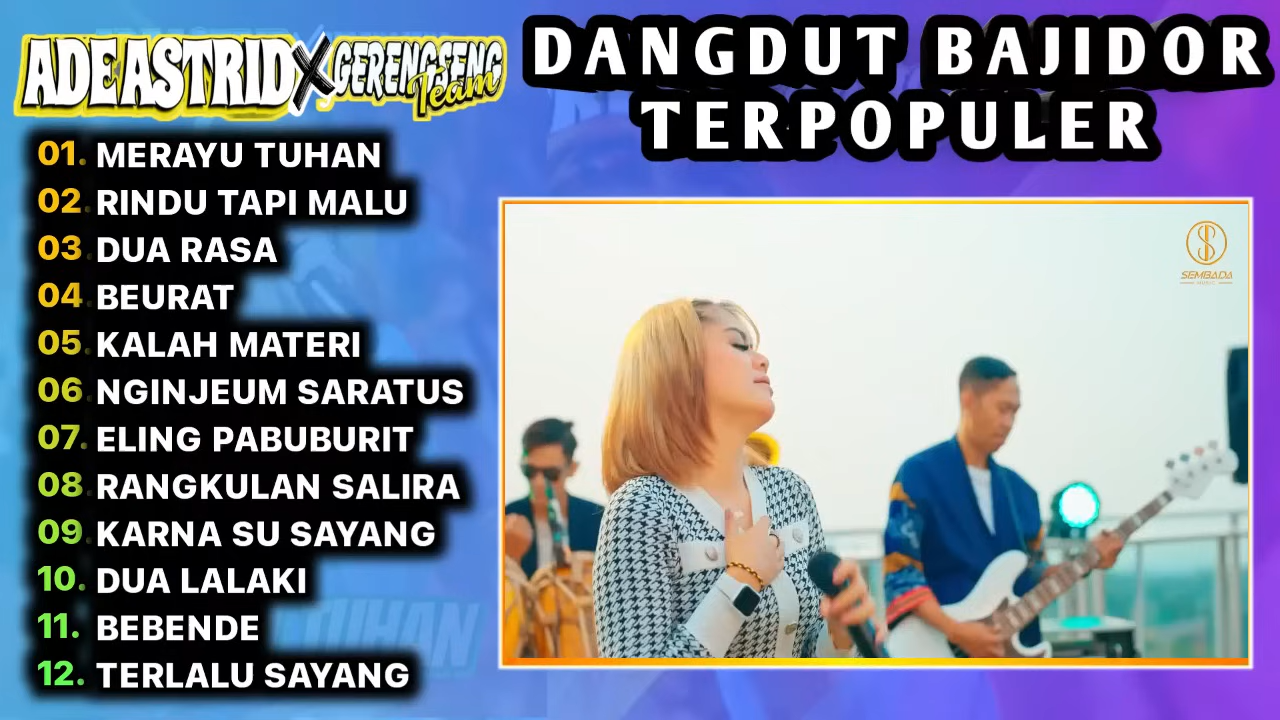 ADE ASTRID X GERENGSENG Team
DANGDUT BAJIDOR
TERPOPULER
01. MERAYU TUHAN
02. RINDU TAPI MALU
03. DUA RASA
04. BEURAT
05. KALAH MATERI
06. NGINJEUM SARATUS
07. ELING PABUBURIT
08. RANGKULAN SALIRA
09. KARNA SU SAYANG
10. DUA LALAKI
11. BEBENDE
12. TERLALU SAYANG
SEMBADA
MUSIC
TUHAN